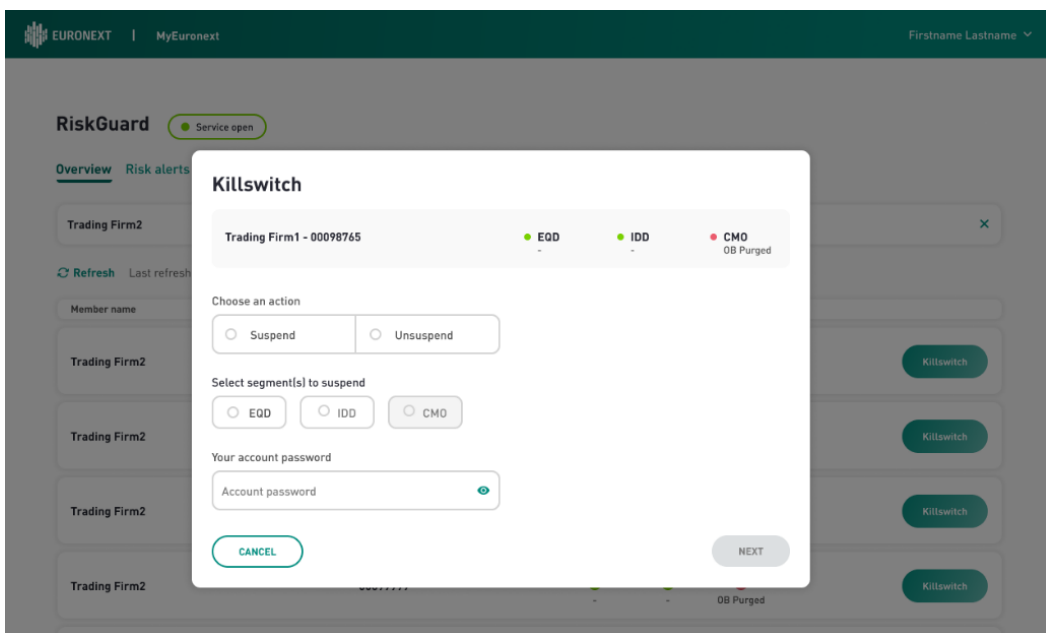 EURONEXT | MyEuronext Firstname Lastname
RiskGuard Service open
Overview Risk alerts
Killswitch
Trading Firm2
Trading Firm1 - 00098765 EQD IDD CMO
- - OB Purged
Refresh Last refresh
Choose an action
Member name
Suspend Unsuspend
Trading Firm2 Killswitch
Select segment(s) to suspend
EQD IDD CMO
Trading Firm2 Killswitch
Your account password
Account password
Trading Firm2 Killswitch
CANCEL NEXT
Trading Firm2 Killswitch
- - OB Purged